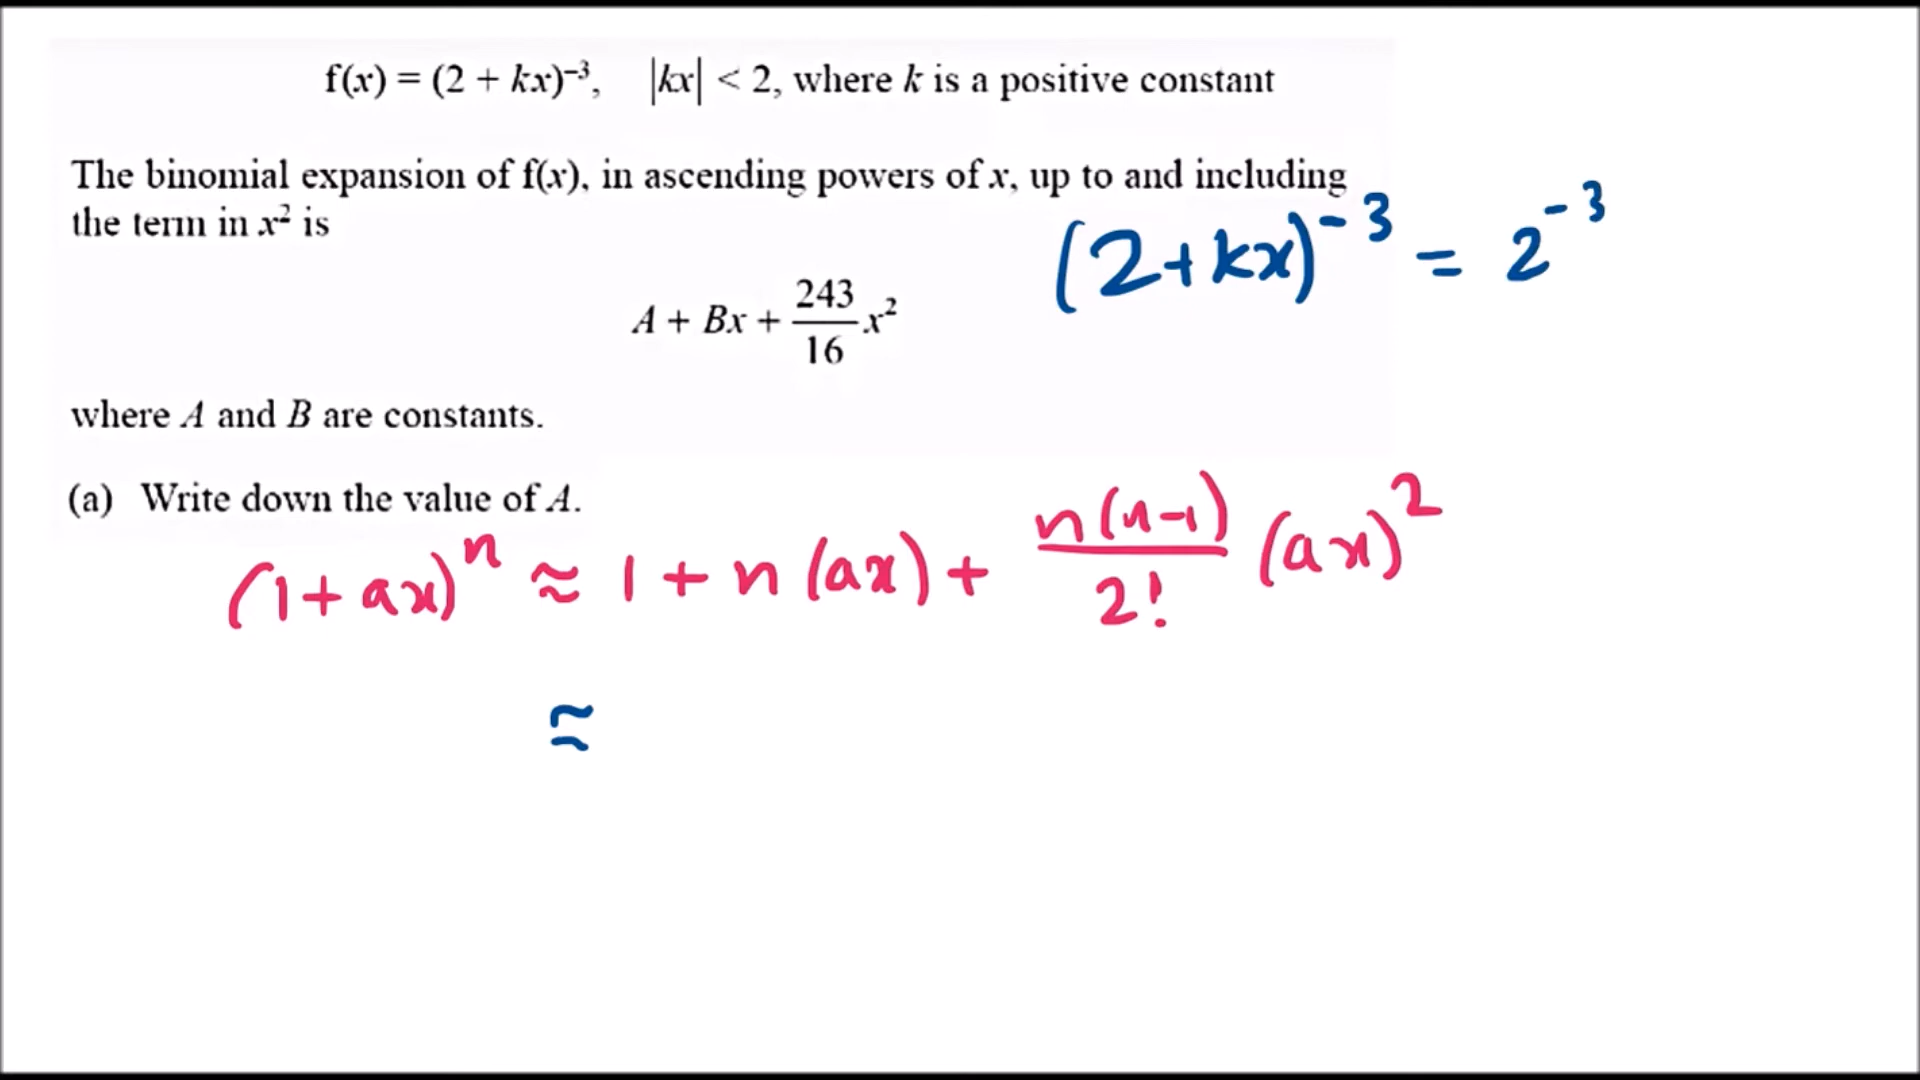 f(x) = (2 + kx)⁻³, |kx| < 2, where k is a positive constant
The binomial expansion of f(x), in ascending powers of x, up to and including
the term in x² is
(2+kx)⁻³ = 2⁻³
A + Bx + 243/16 x²
where A and B are constants.
(a) Write down the value of A.
(1+ax)ⁿ ≈ 1 + n(ax) + n(n-1)/2! (ax)²
≈